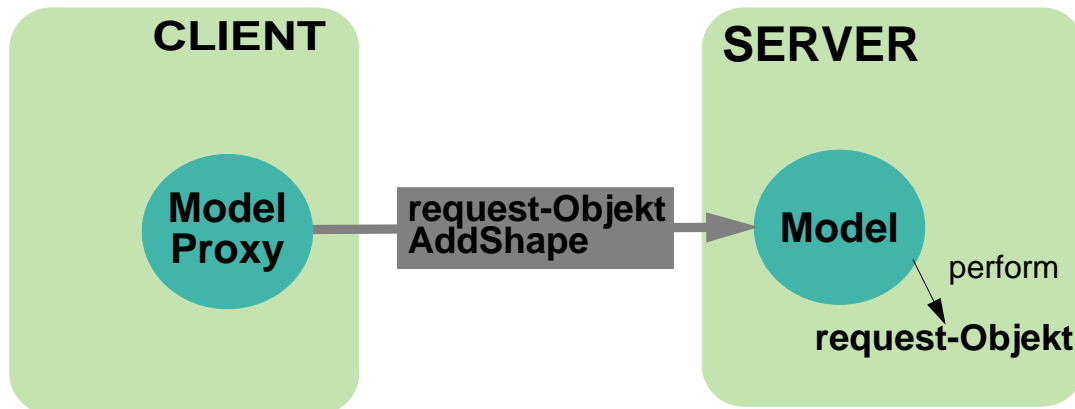 CLIENT
SERVER
Model
Proxy
request-Objekt
AddShape
Model
perform
request-Objekt